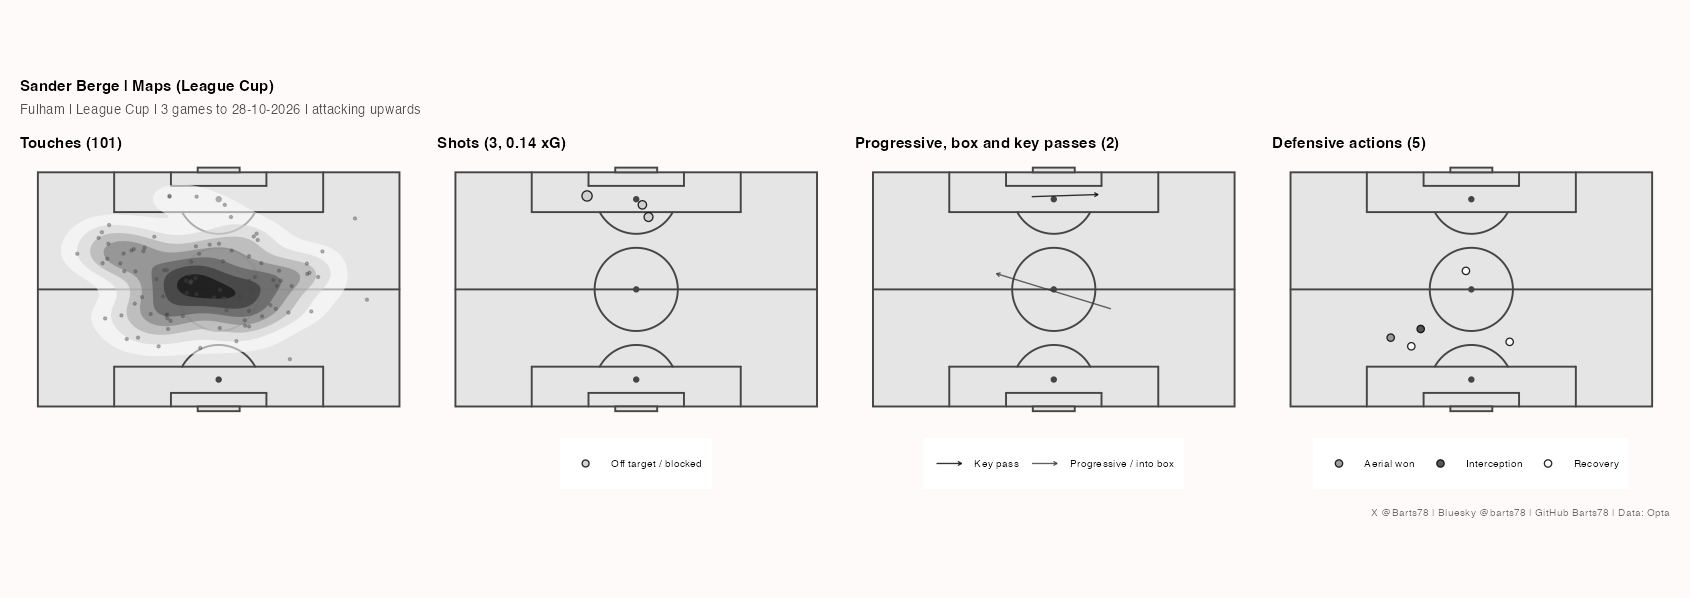 Sander Berge | Maps (League Cup)
Fulham | League Cup | 3 games to 28-10-2026 | attacking upwards
Touches (101)
Shots (3, 0.14 xG)
Progressive, box and key passes (2)
Defensive actions (5)
Off target / blocked
Key pass
Progressive / into box
Aerial won
Interception
Recovery
X @Barts78 | Bluesky @barts78 | GitHub Barts78 | Data: Opta